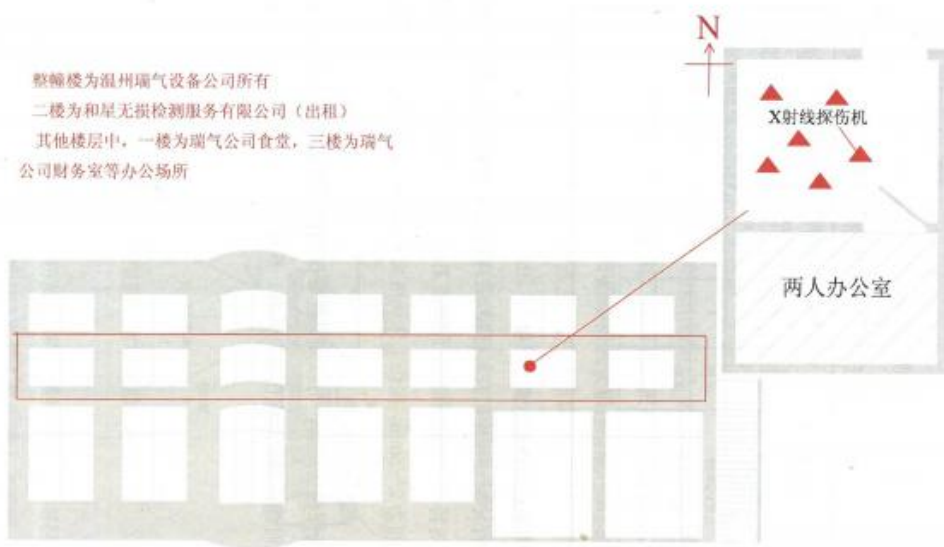 整幢楼为温州瑞气设备公司所有
二楼为和星无损检测服务有限公司（出租）
其他楼层中，一楼为瑞气公司食堂，三楼为瑞气
公司财务室等办公场所
N
X射线探伤机
两人办公室